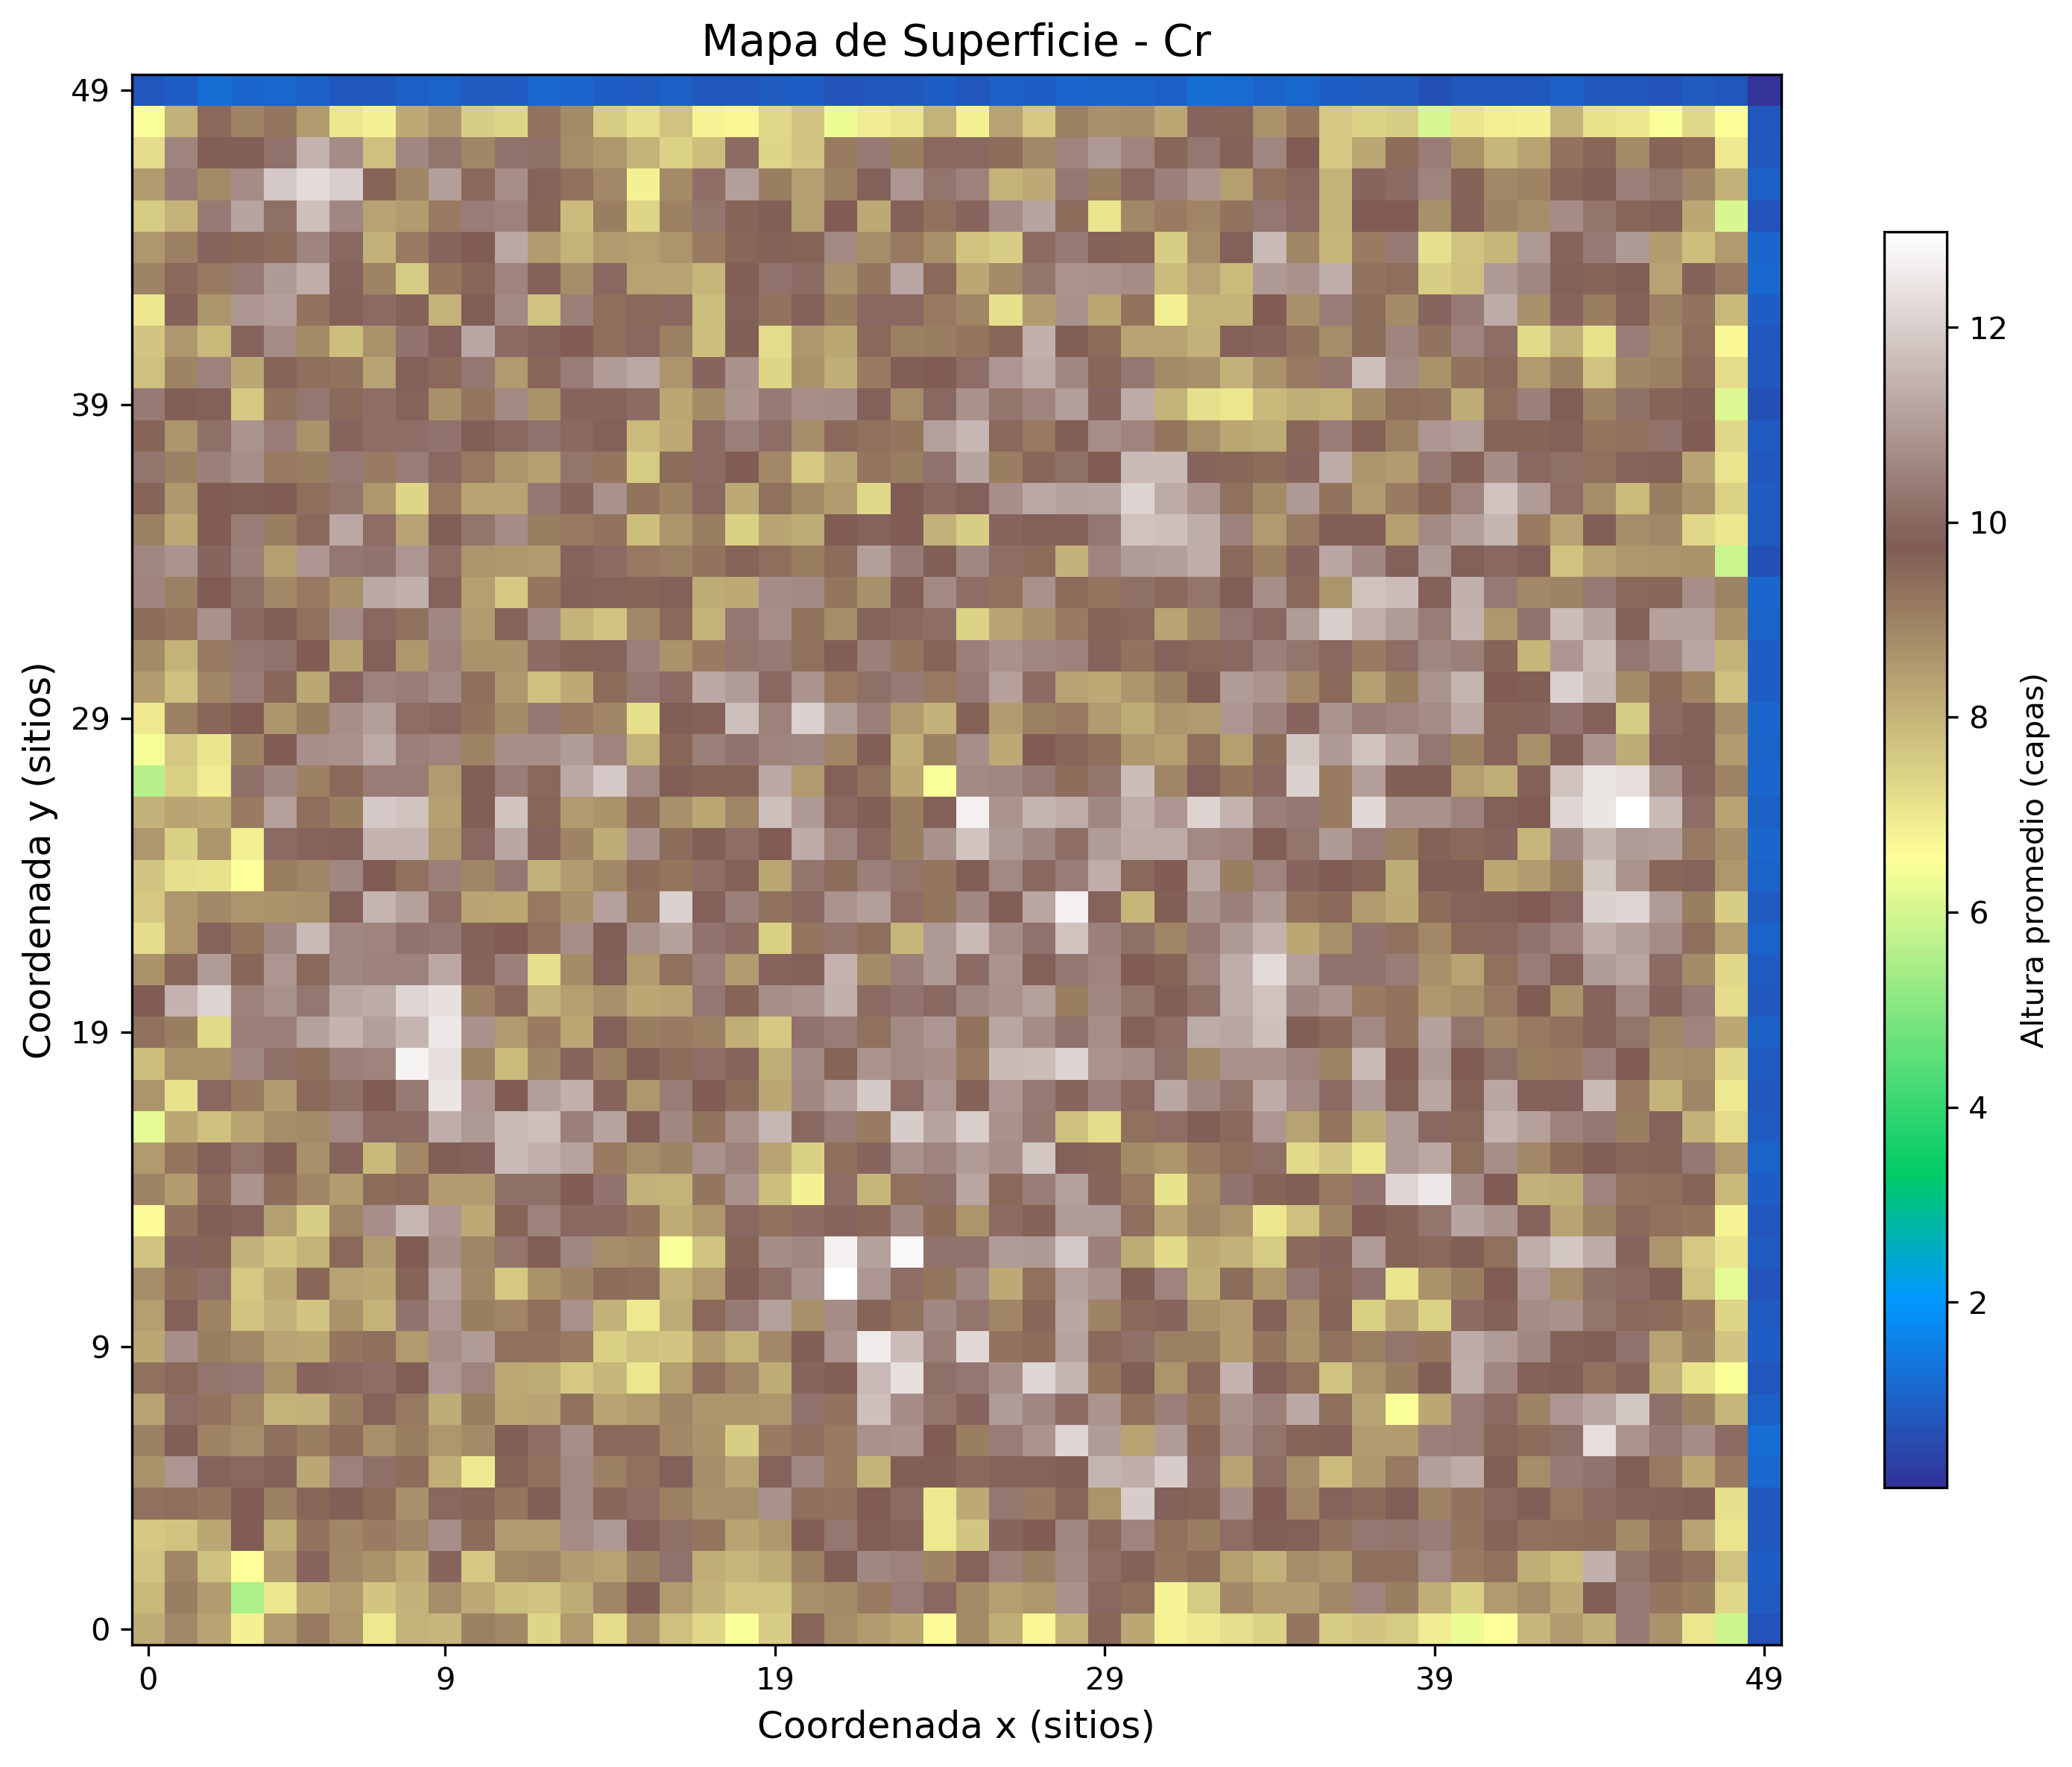 Mapa de Superficie - Cr
Coordenada y (sitios)
49
39
29
19
9
0
0 9 19 29 39 49
Coordenada x (sitios)
12
10
8
6
4
2
Altura promedio (capas)